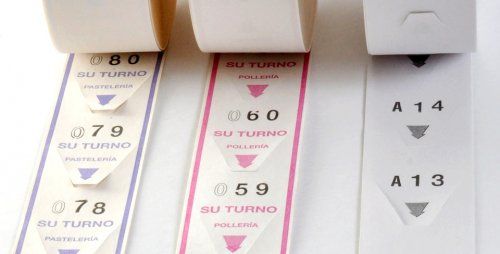 080
SU TURNO
PASTELERÍA
079
SU TURNO
PASTELERÍA
078
SU TURNO
PASTELERÍA
SU TURNO
POLLERÍA
060
SU TURNO
POLLERÍA
059
SU TURNO
POLLERÍA
A14
A13